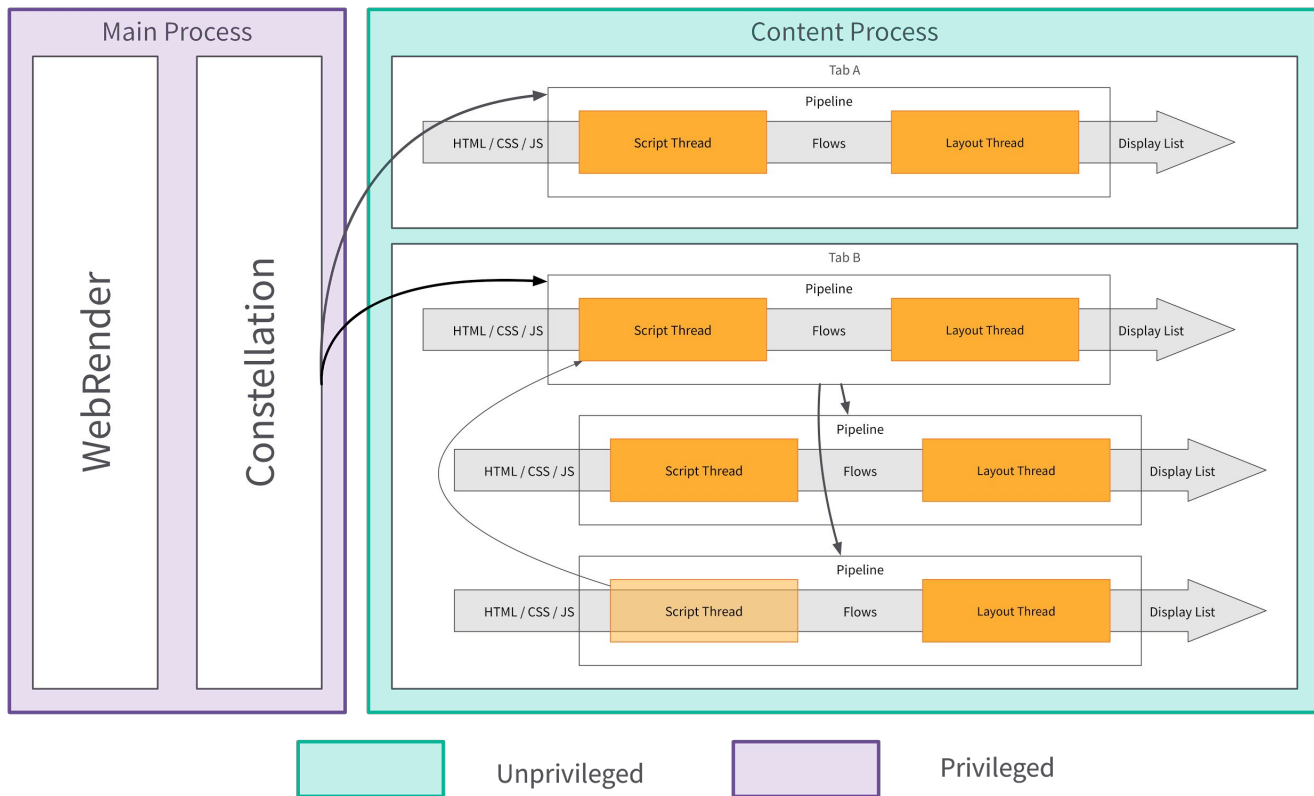 Main Process
WebRender
Constellation
Content Process
Tab A
Pipeline
HTML / CSS / JS
Script Thread
Flows
Layout Thread
Display List
Tab B
Pipeline
HTML / CSS / JS
Script Thread
Flows
Layout Thread
Display List
Pipeline
HTML / CSS / JS
Script Thread
Flows
Layout Thread
Display List
Pipeline
HTML / CSS / JS
Script Thread
Flows
Layout Thread
Display List
Unprivileged
Privileged